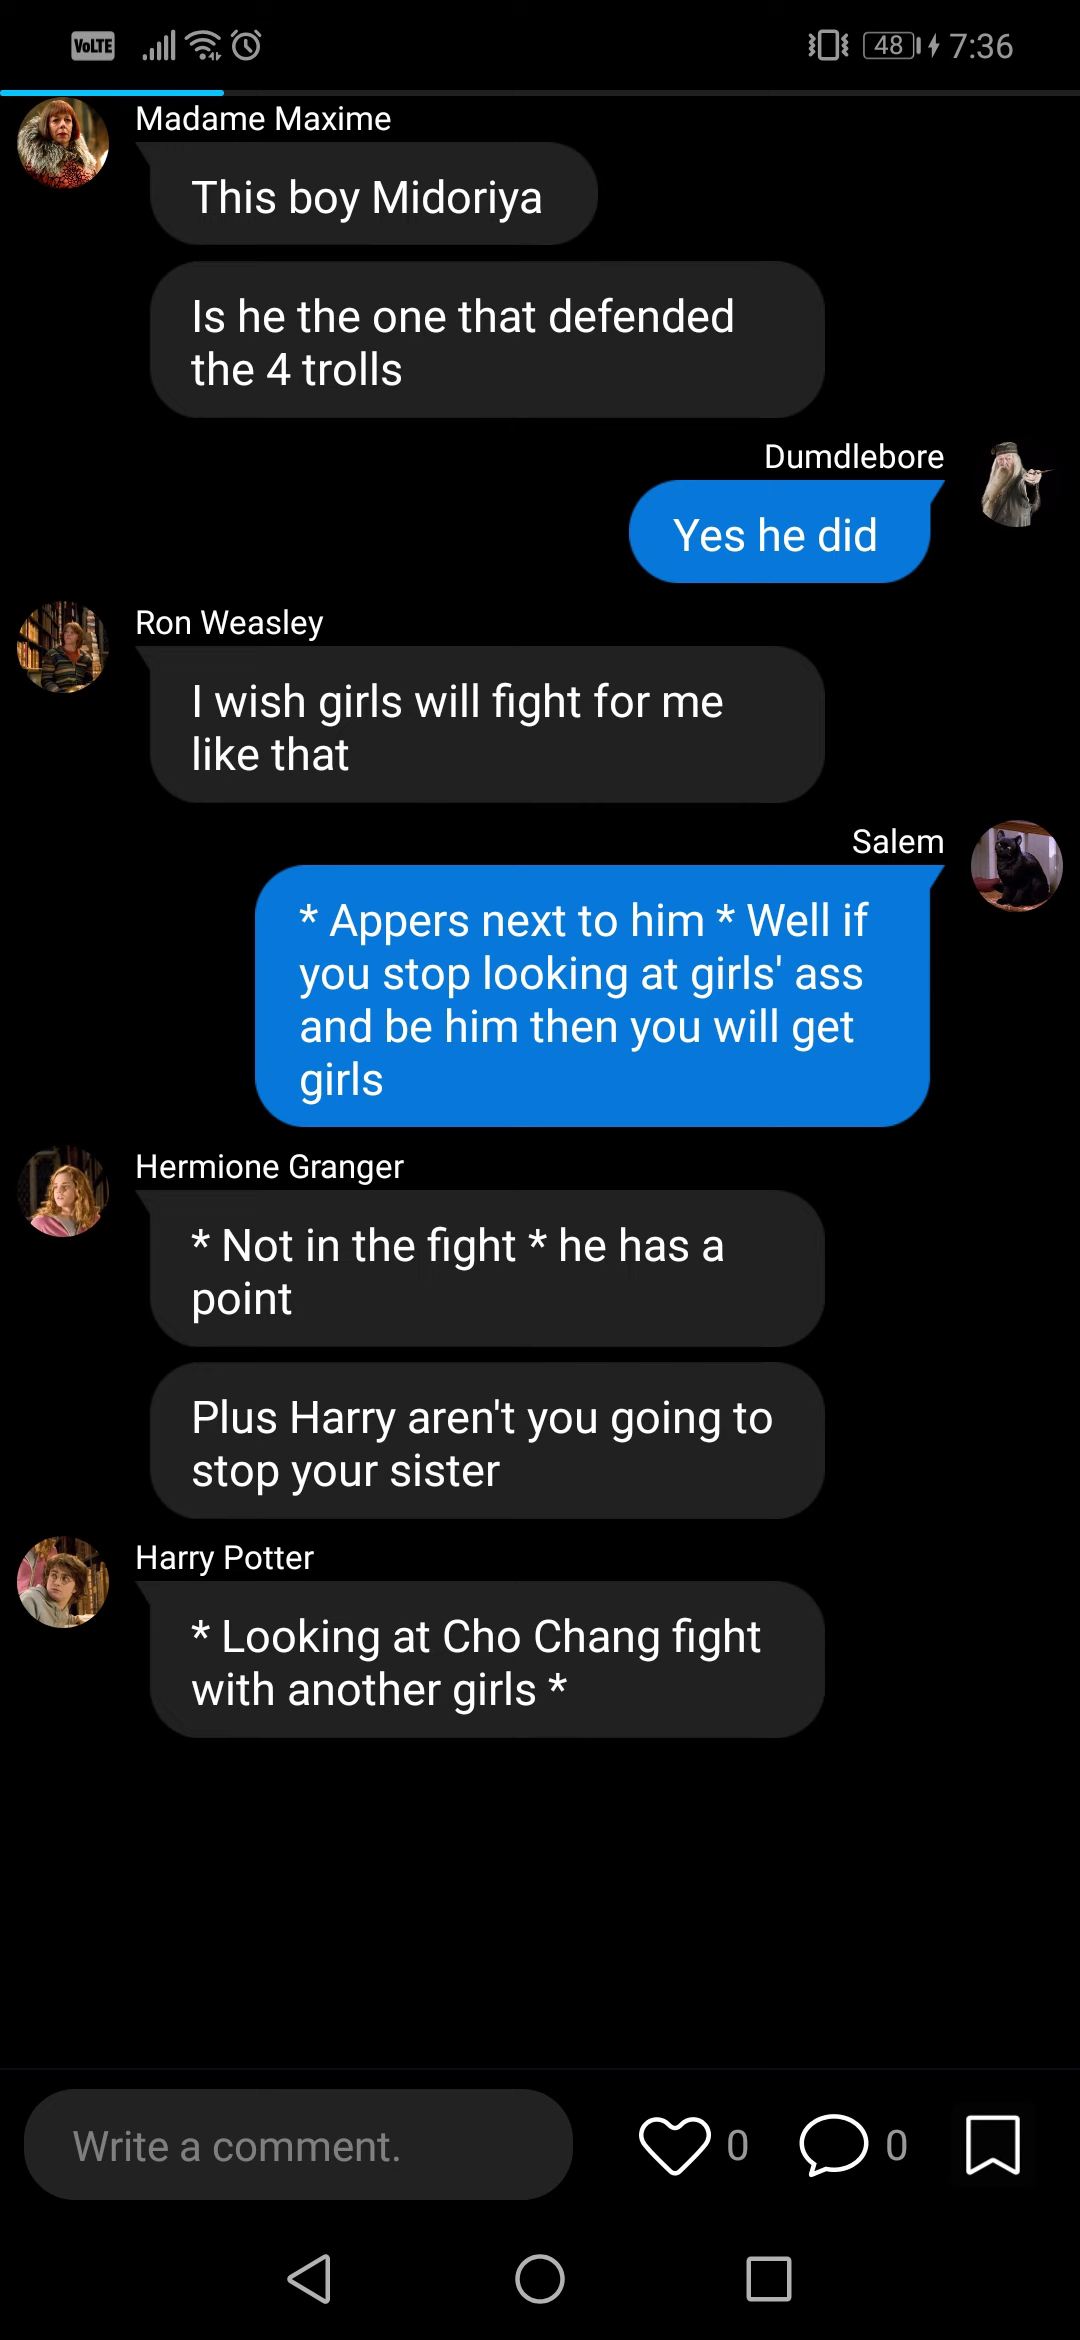 VoLTE 48 7:36
Madame Maxime
This boy Midoriya
Is he the one that defended
the 4 trolls
Dumdlebore
Yes he did
Ron Weasley
I wish girls will fight for me
like that
Salem
* Appers next to him * Well if
you stop looking at girls' ass
and be him then you will get
girls
Hermione Granger
* Not in the fight * he has a
point
Plus Harry aren't you going to
stop your sister
Harry Potter
* Looking at Cho Chang fight
with another girls *
Write a comment. 0 0